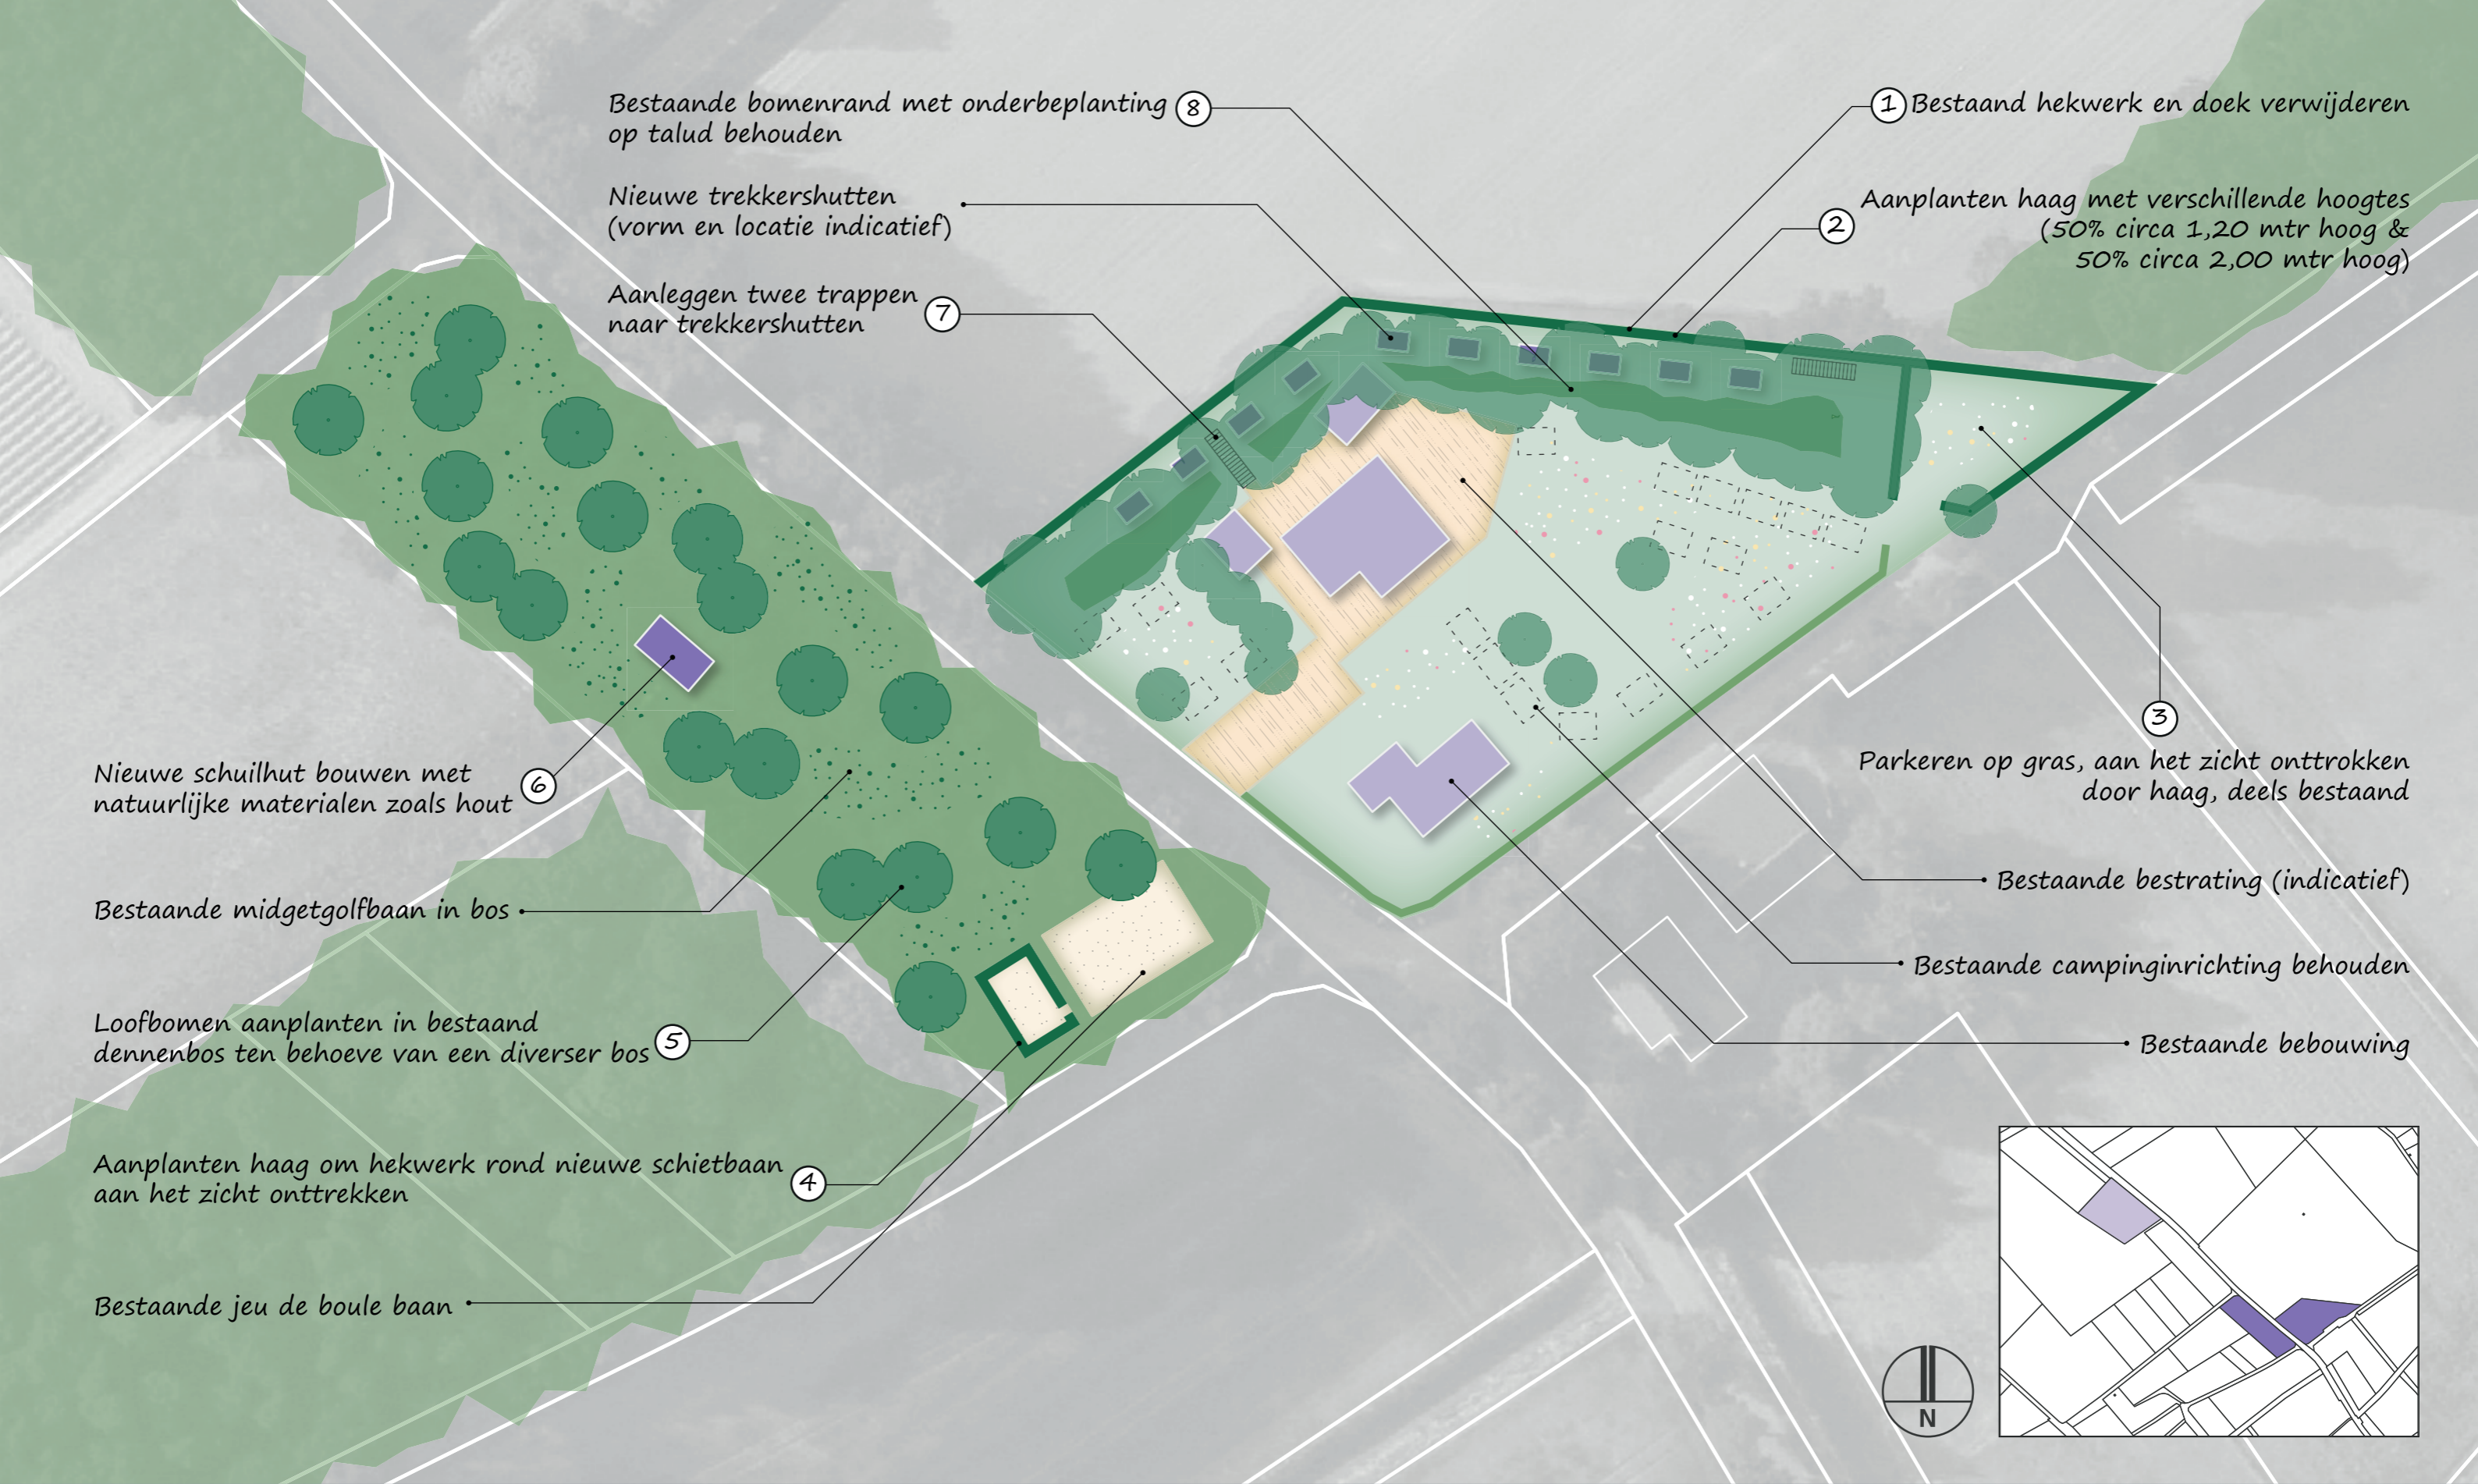 Bestaande bomenrand met onderbeplanting 8
op talud behouden
Nieuwe trekkershutten
(vorm en locatie indicatief)
Aanleggen twee trappen 7
naar trekkershutten
1 Bestaand hekwerk en doek verwijderen
2 Aanplanten haag met verschillende hoogtes
(50% circa 1,20 mtr hoog &
50% circa 2,00 mtr hoog)
3
Parkeren op gras, aan het zicht onttrokken
door haag, deels bestaand
Bestaande bestrating (indicatief)
Bestaande campinginrichting behouden
Bestaande bebouwing
Nieuwe schuilhut bouwen met 6
natuurlijke materialen zoals hout
Bestaande midgetgolfbaan in bos
Loofbomen aanplanten in bestaand
dennenbos ten behoeve van een diverser bos 5
Aanplanten haag om hekwerk rond nieuwe schietbaan 4
aan het zicht onttrekken
Bestaande jeu de boule baan
N